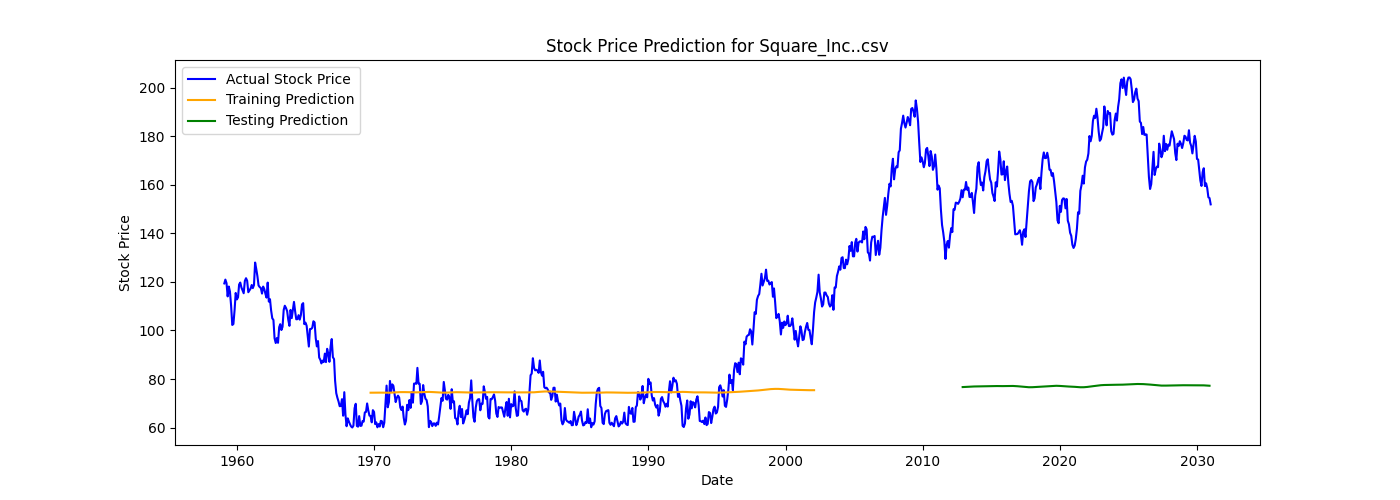 Stock Price Prediction for Square_Inc..csv
Actual Stock Price
Training Prediction
Testing Prediction
Stock Price
200
180
160
140
120
100
80
60
1960
1970
1980
1990
2000
2010
2020
2030
Date